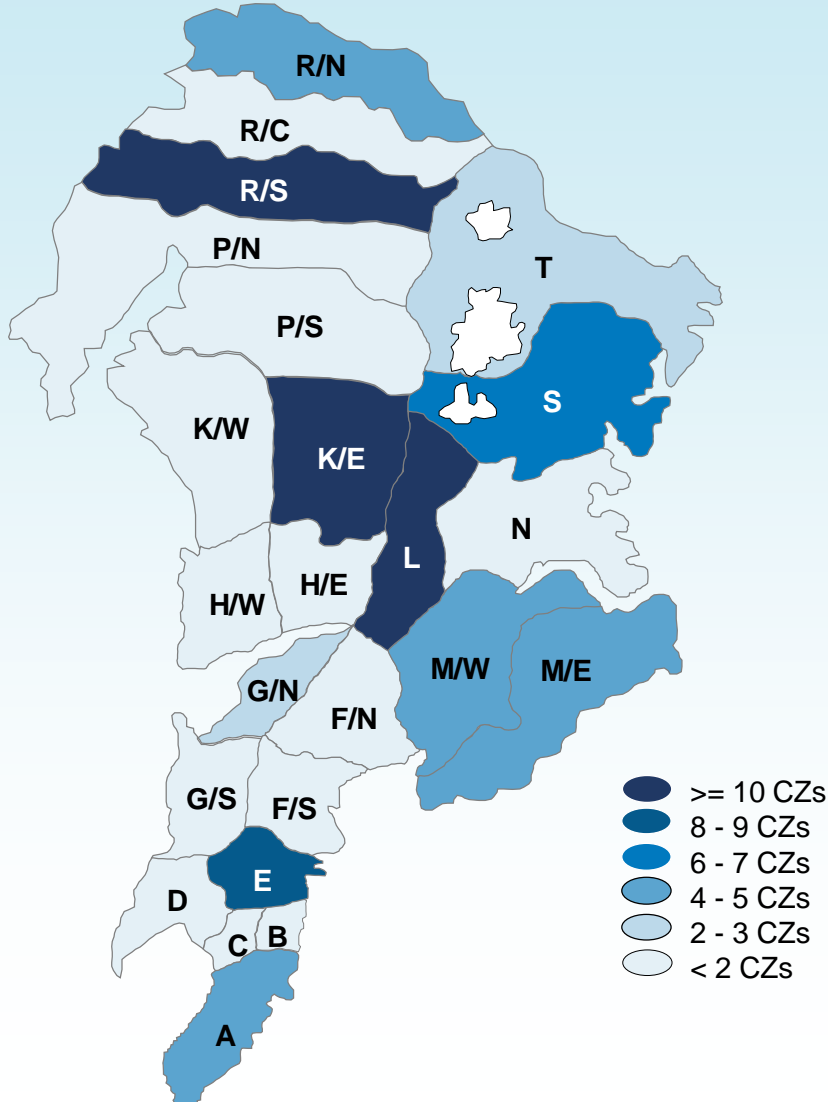 R/N
R/C
R/S
P/N
T
P/S
S
K/W
K/E
N
L
H/E
H/W
M/W
M/E
G/N
F/N
G/S
F/S
E
D
B
C
A
>= 10 CZs
8 - 9 CZs
6 - 7 CZs
4 - 5 CZs
2 - 3 CZs
< 2 CZs